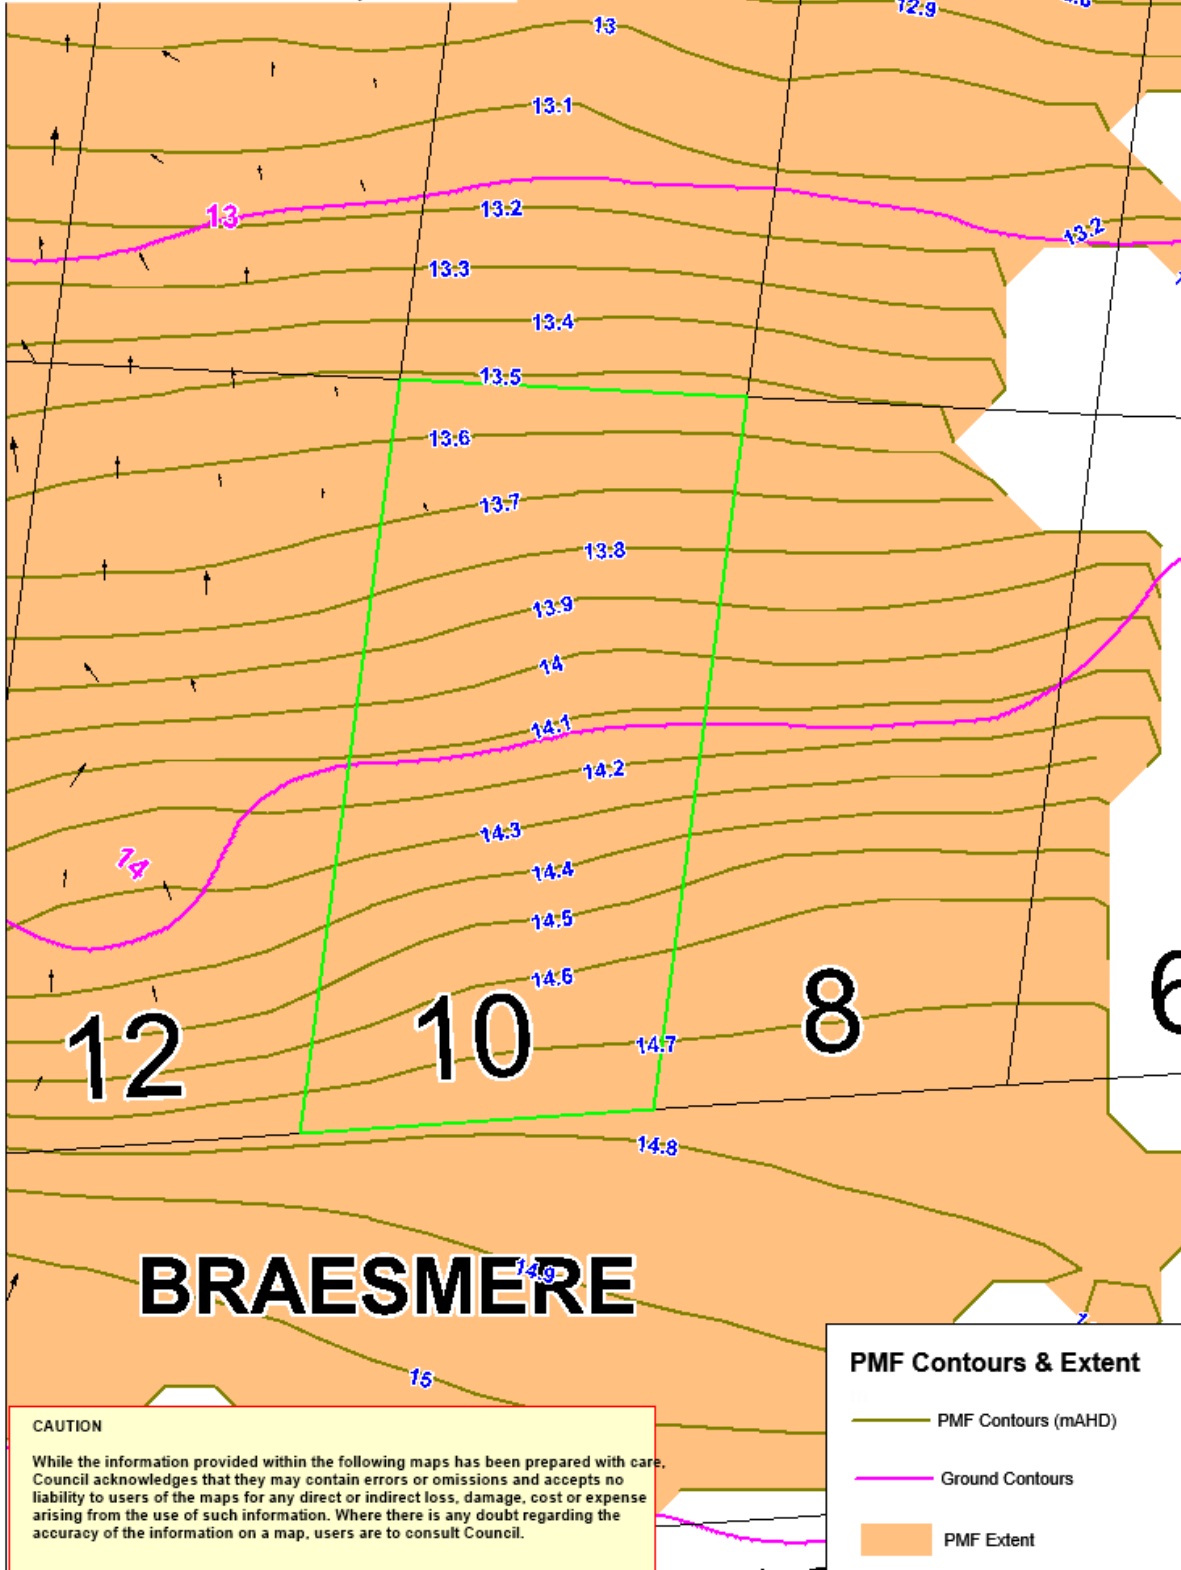 12.9
13
13.1
13
13.2
13.2
13.3
13.4
13.5
13.6
13.7
13.8
13.9
14
14.1
14.2
14.3
14
14.4
14.5
14.6
12
10
8
6
14.7
14.8
14.9
BRAESMERE
15
PMF Contours & Extent
PMF Contours (mAHD)
Ground Contours
PMF Extent
CAUTION
While the information provided within the following maps has been prepared with care,
Council acknowledges that they may contain errors or omissions and accepts no
liability to users of the maps for any direct or indirect loss, damage, cost or expense
arising from the use of such information. Where there is any doubt regarding the
accuracy of the information on a map, users are to consult Council.